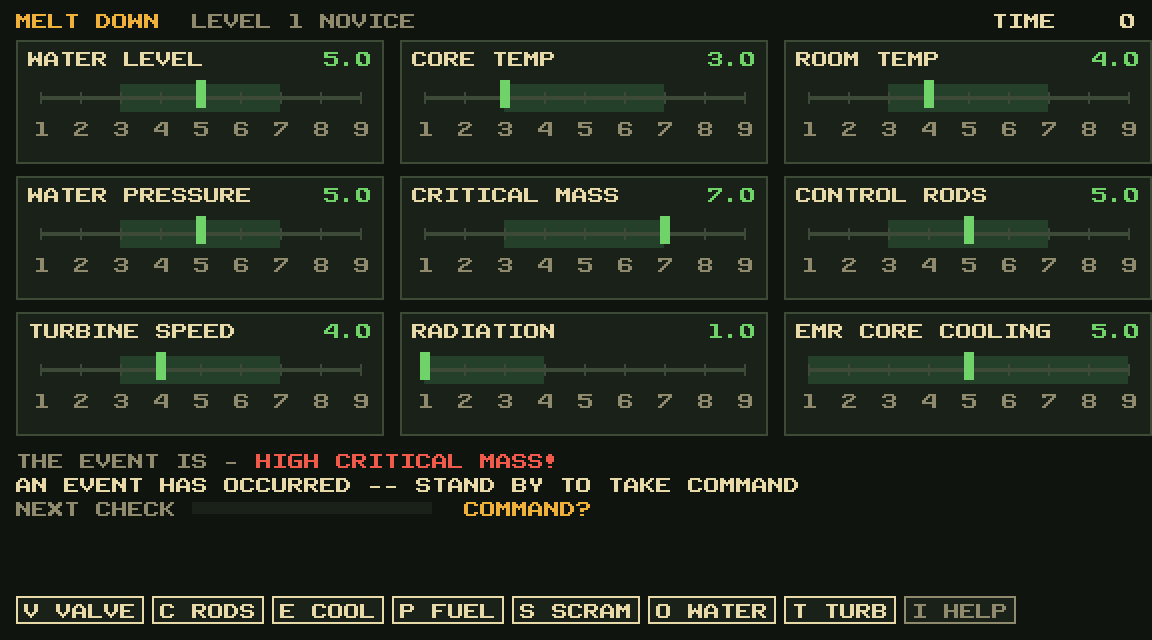 MELT DOWN LEVEL 1 NOVICE TIME 0
WATER LEVEL 5.0 CORE TEMP 3.0 ROOM TEMP 4.0
1 2 3 4 5 6 7 8 9 1 2 3 4 5 6 7 8 9 1 2 3 4 5 6 7 8 9
WATER PRESSURE 5.0 CRITICAL MASS 7.0 CONTROL RODS 5.0
1 2 3 4 5 6 7 8 9 1 2 3 4 5 6 7 8 9 1 2 3 4 5 6 7 8 9
TURBINE SPEED 4.0 RADIATION 1.0 EMR CORE COOLING 5.0
1 2 3 4 5 6 7 8 9 1 2 3 4 5 6 7 8 9 1 2 3 4 5 6 7 8 9
THE EVENT IS - HIGH CRITICAL MASS!
AN EVENT HAS OCCURRED -- STAND BY TO TAKE COMMAND
NEXT CHECK COMMAND?
V VALVE C RODS E COOL P FUEL S SCRAM O WATER T TURB I HELP